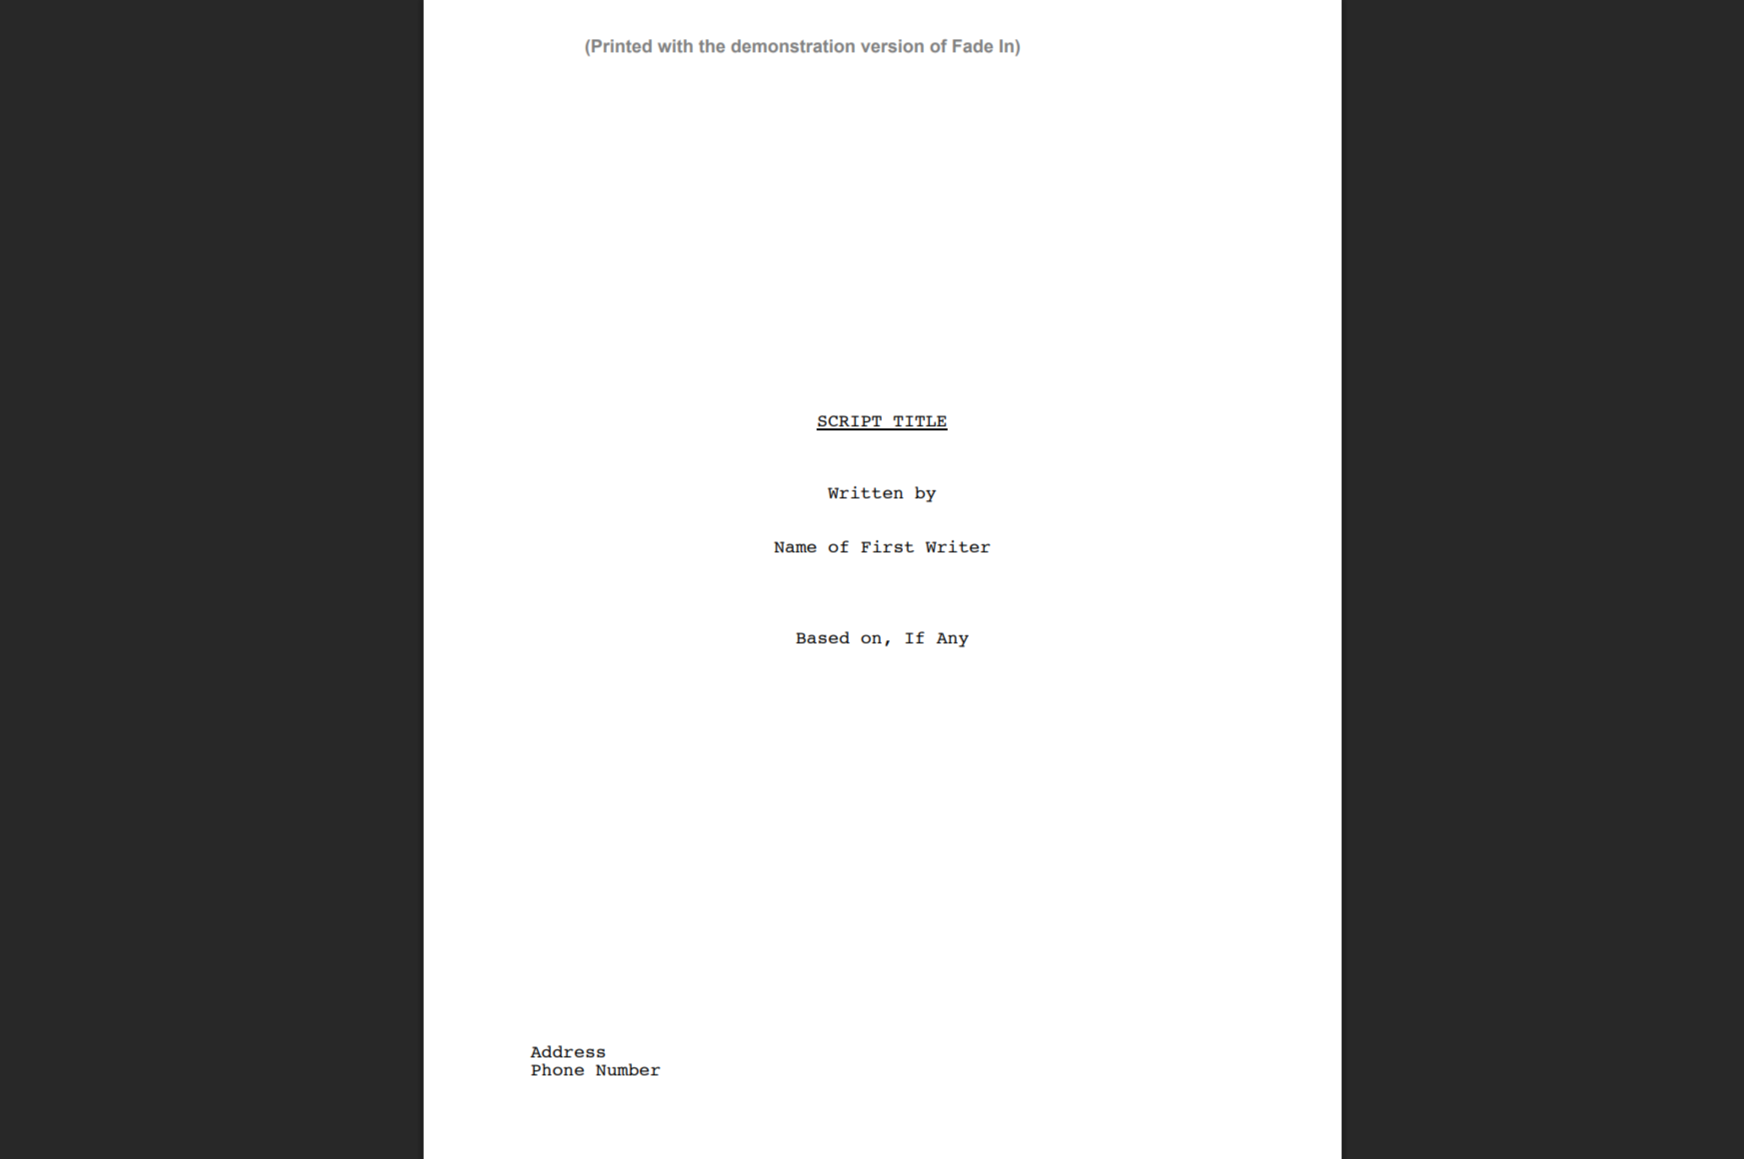 (Printed with the demonstration version of Fade In)
SCRIPT TITLE
Written by
Name of First Writer
Based on, If Any
Address
Phone Number